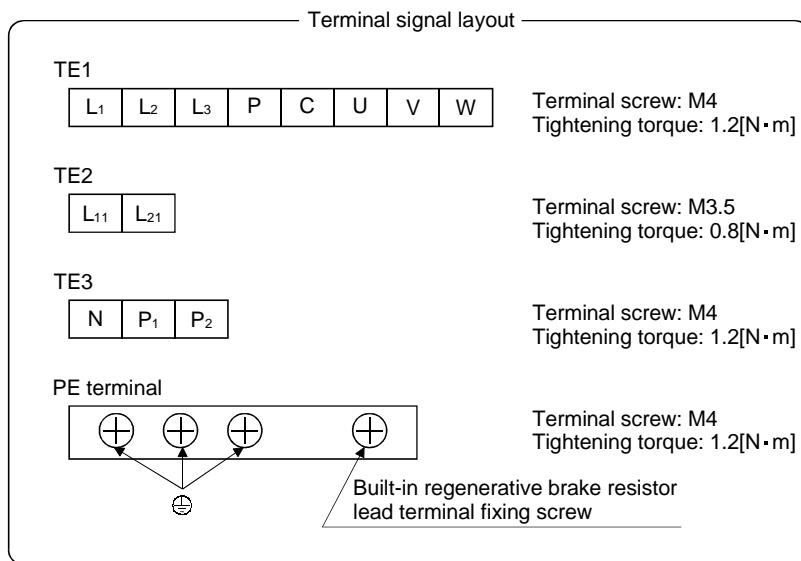 Terminal signal layout
TE1
L1 L2 L3 P C U V W
Terminal screw: M4
Tightening torque: 1.2[N·m]
TE2
L11 L21
Terminal screw: M3.5
Tightening torque: 0.8[N·m]
TE3
N P1 P2
Terminal screw: M4
Tightening torque: 1.2[N·m]
PE terminal
Terminal screw: M4
Tightening torque: 1.2[N·m]
Built-in regenerative brake resistor
lead terminal fixing screw